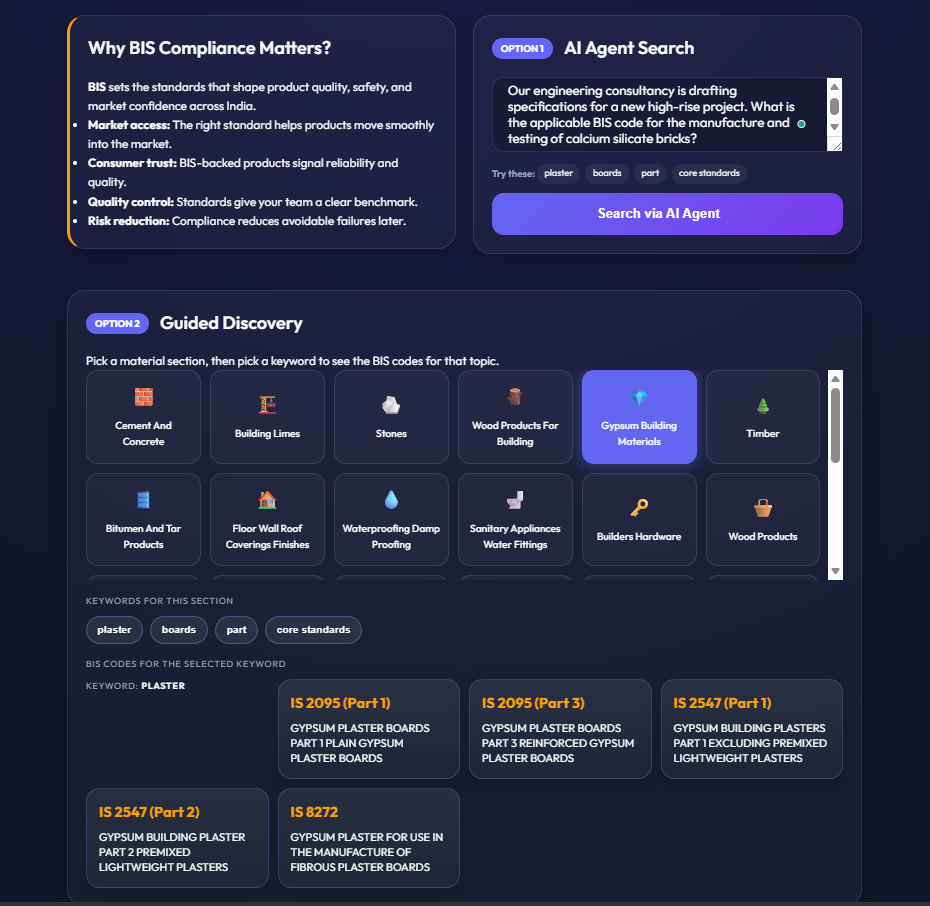 Why BIS Compliance Matters?
BIS sets the standards that shape product quality, safety, and
market confidence across India.
Market access: The right standard helps products move smoothly
into the market.
Consumer trust: BIS-backed products signal reliability and
quality.
Quality control: Standards give your team a clear benchmark.
Risk reduction: Compliance reduces avoidable failures later.
OPTION 1 AI Agent Search
Our engineering consultancy is drafting
specifications for a new high-rise project. What is
the applicable BIS code for the manufacture and
testing of calcium silicate bricks?
Try these: plaster boards part core standards
Search via AI Agent
OPTION 2 Guided Discovery
Pick a material section, then pick a keyword to see the BIS codes for that topic.
Cement And
Concrete
Building Limes
Stones
Wood Products For
Building
Gypsum Building
Materials
Timber
Bitumen And Tar
Products
Floor Wall Roof
Coverings Finishes
Waterproofing Damp
Proofing
Sanitary Appliances
Water Fittings
Builders Hardware
Wood Products
KEYWORDS FOR THIS SECTION
plaster boards part core standards
BIS CODES FOR THE SELECTED KEYWORD
KEYWORD: PLASTER
IS 2095 (Part 1)
GYPSUM PLASTER BOARDS
PART 1 PLAIN GYPSUM
PLASTER BOARDS
IS 2095 (Part 3)
GYPSUM PLASTER BOARDS
PART 3 REINFORCED GYPSUM
PLASTER BOARDS
IS 2547 (Part 1)
GYPSUM BUILDING PLASTERS
PART 1 EXCLUDING PREMIXED
LIGHTWEIGHT PLASTERS
IS 2547 (Part 2)
GYPSUM BUILDING PLASTER
PART 2 PREMIXED
LIGHTWEIGHT PLASTERS
IS 8272
GYPSUM PLASTER FOR USE IN
THE MANUFACTURE OF
FIBROUS PLASTER BOARDS